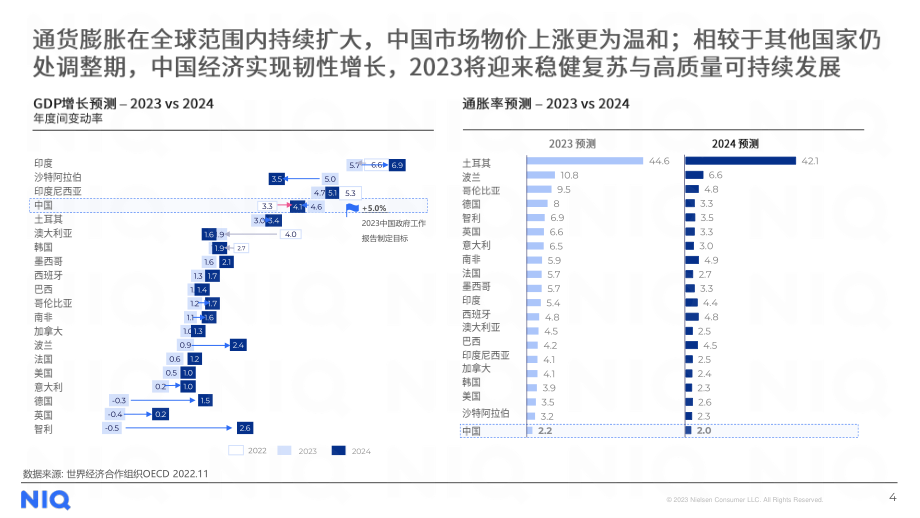 通货膨胀在全球范围内持续扩大，中国市场物价上涨更为温和；相较于其他国家仍
处调整期，中国经济实现韧性增长，2023将迎来稳健复苏与高质量可持续发展
GDP增长预测 – 2023 vs 2024
年度间变动率
印度 5.7 6.6 6.9
沙特阿拉伯 3.5 5.0
印度尼西亚 4.7 5.1 5.3
中国 3.3 4.1 4.6
+5.0%
2023中国政府工作
报告制定目标
土耳其 3.0 3.4
澳大利亚 1.6 .9 4.0
韩国 1.9 2.7
墨西哥 1.6 2.1
西班牙 1.3 1.7
巴西 1. 1.4
哥伦比亚 1.2 1.7
南非 1.1 1.6
加拿大 1.0 1.3
波兰 0.9 2.4
法国 0.6 1.2
美国 0.5 1.0
意大利 0.2 1.0
德国 -0.3 1.5
英国 -0.4 0.2
智利 -0.5 2.6
2022 2023 2024
通胀率预测 – 2023 vs 2024
2023 预测 2024 预测
土耳其 44.6 42.1
波兰 10.8 6.6
哥伦比亚 9.5 4.8
德国 8 3.3
智利 6.9 3.5
英国 6.6 3.3
意大利 6.5 3.0
南非 5.9 4.9
法国 5.7 2.7
墨西哥 5.7 3.3
印度 5.4 4.4
西班牙 4.8 4.8
澳大利亚 4.5 2.5
巴西 4.2 4.5
印度尼西亚 4.1 2.5
加拿大 4.1 2.4
韩国 3.9 2.3
美国 3.5 2.6
沙特阿拉伯 3.2 2.3
中国 2.2 2.0
数据来源: 世界经济合作组织OECD 2022.11
NIQ
© 2023 Nielsen Consumer LLC. All Rights Reserved.
4